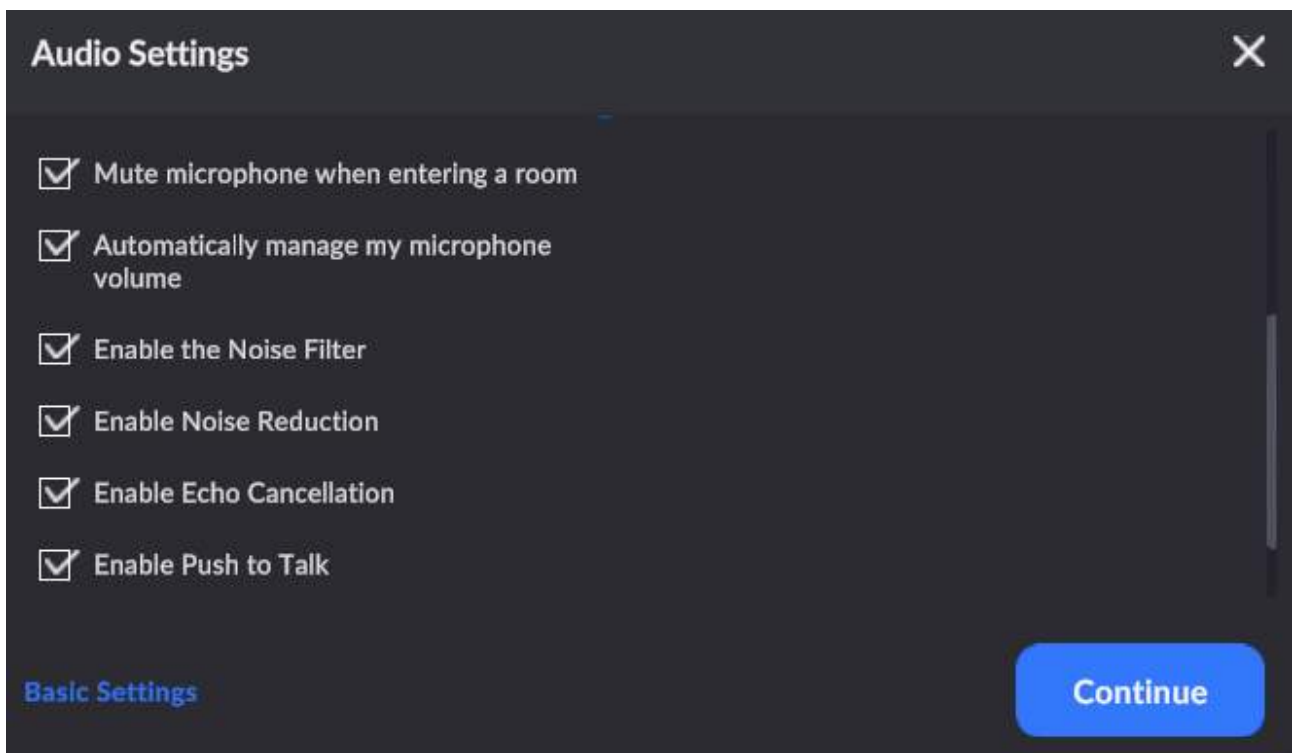 Audio Settings
Mute microphone when entering a room
Automatically manage my microphone
volume
Enable the Noise Filter
Enable Noise Reduction
Enable Echo Cancellation
Enable Push to Talk
Basic Settings
Continue